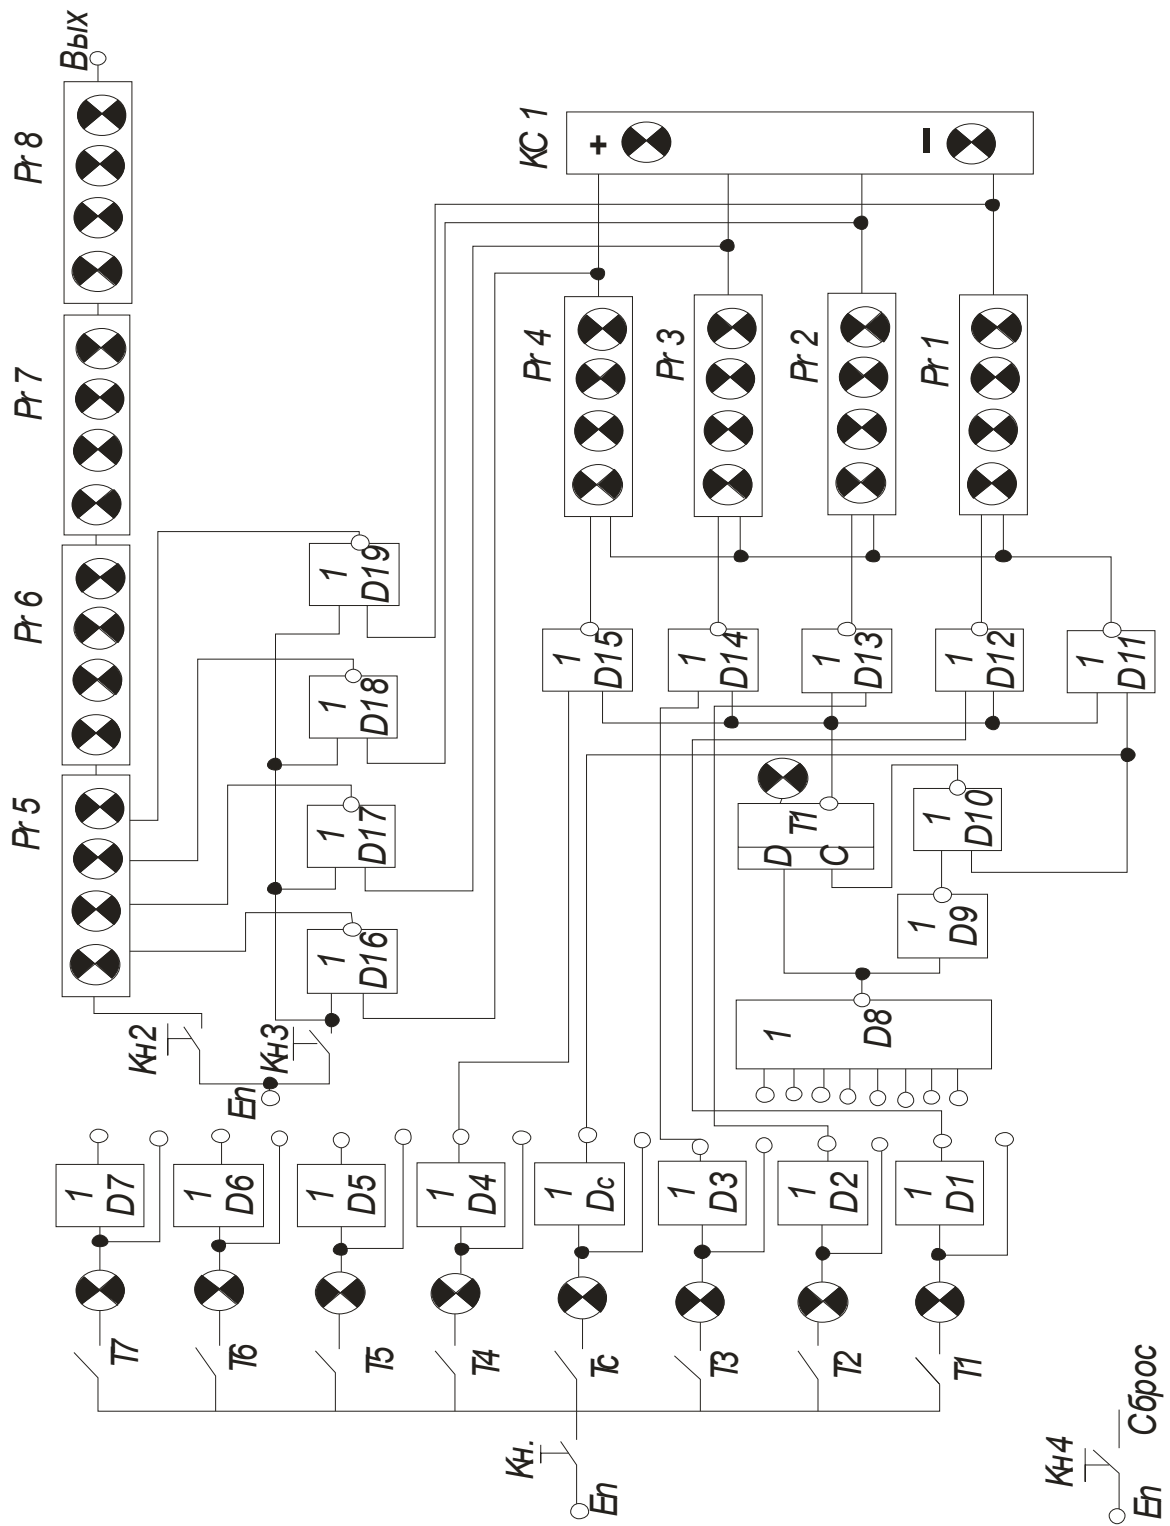 Pr 5
Pr 6
Pr 7
Pr 8
Вых
1
D7
T7
Кн2
1
D6
T6
Еп
Кн3
1
D16
1
D17
1
D18
1
D19
1
D5
T5
1
D4
T4
Кн.
Еп
Pr 4
КС 1
+
1
Dc
Tc
1
D15
Pr 3
1
D3
T3
1
D14
1
D8
D
C
T1
Pr 2
1
D2
T2
1
D13
–
Pr 1
1
D9
1
D10
1
D1
T1
1
D12
1
D11
Кн4
Еп
Сброс